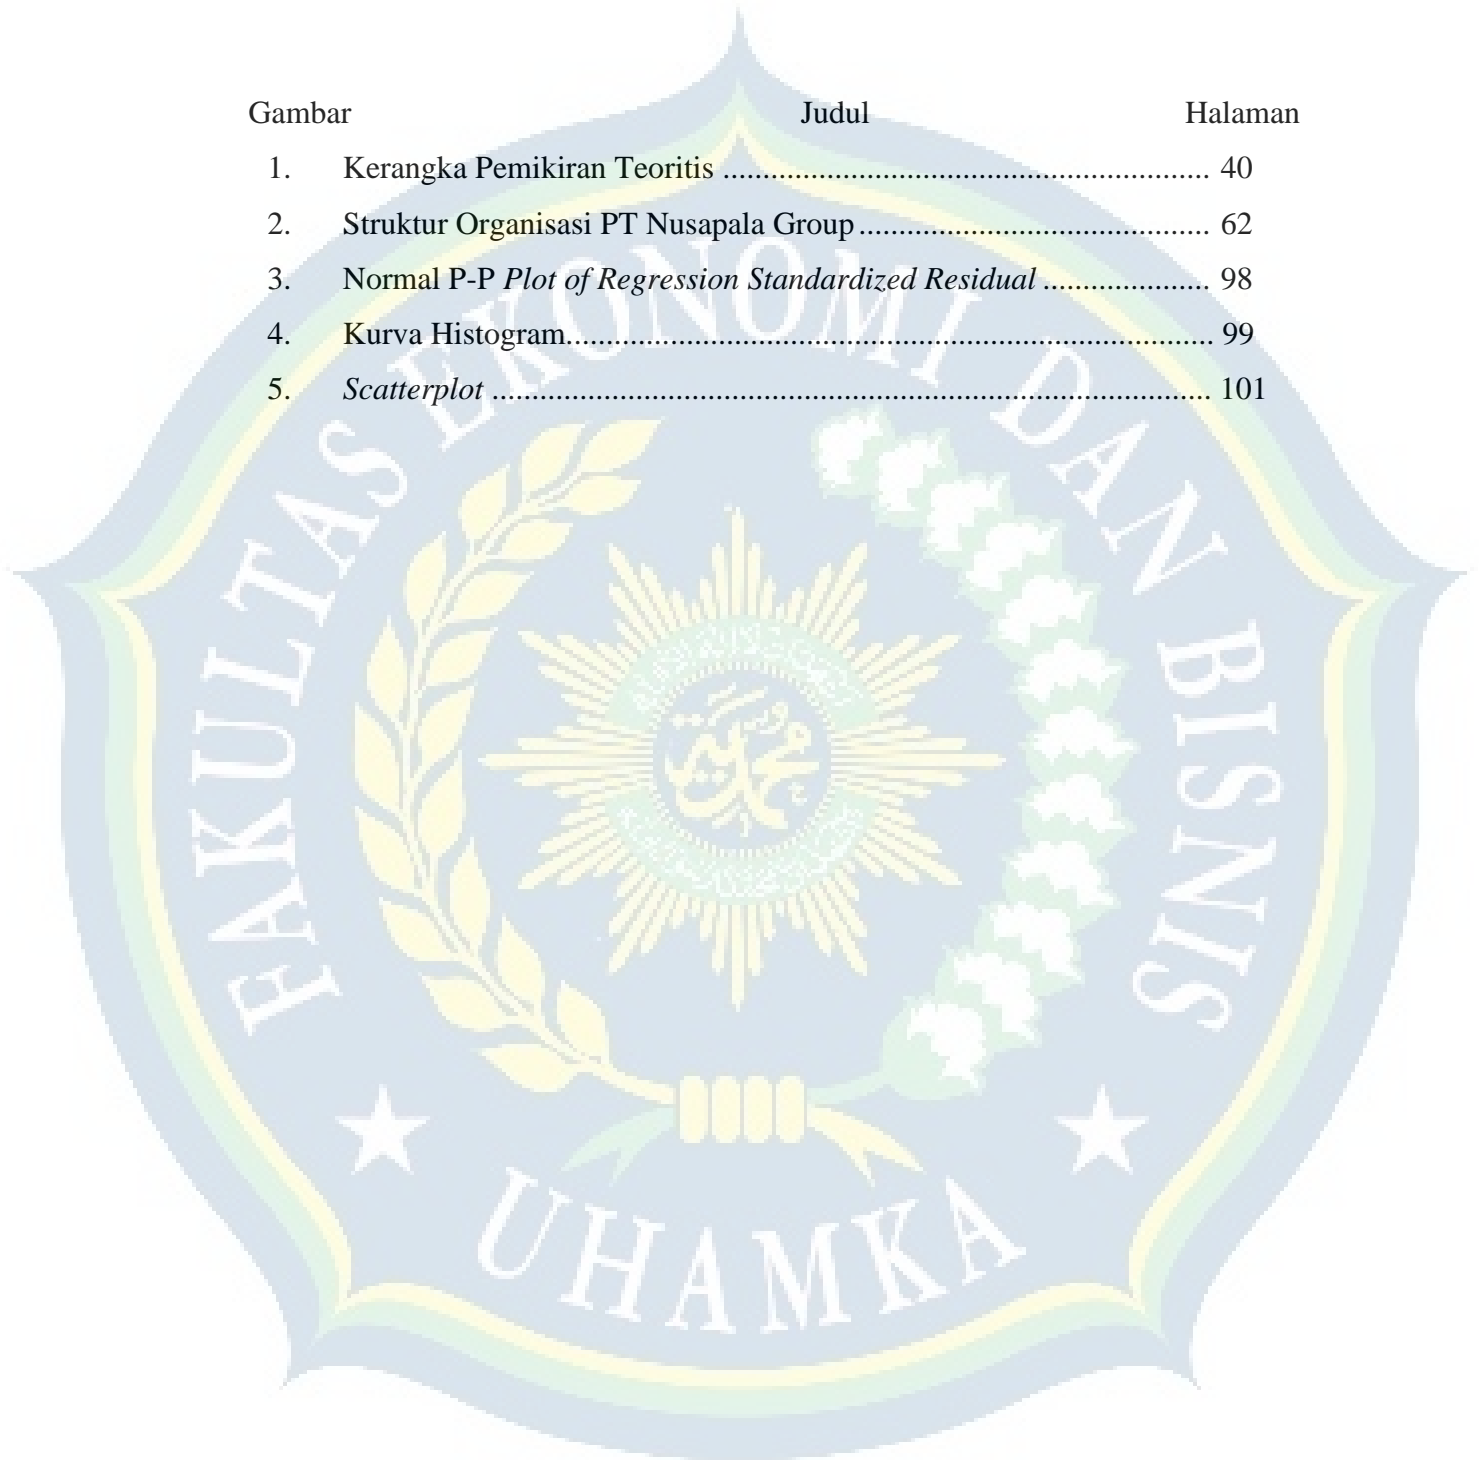 Gambar Judul Halaman
1. Kerangka Pemikiran Teoritis ............................................................. 40
2. Struktur Organisasi PT Nusapala Group ............................................ 62
3. Normal P-P Plot of Regression Standardized Residual ..................... 98
4. Kurva Histogram................................................................................. 99
5. Scatterplot .......................................................................................... 101
FAKULTAS EKONOMI DAN BISNIS
UHAMKA